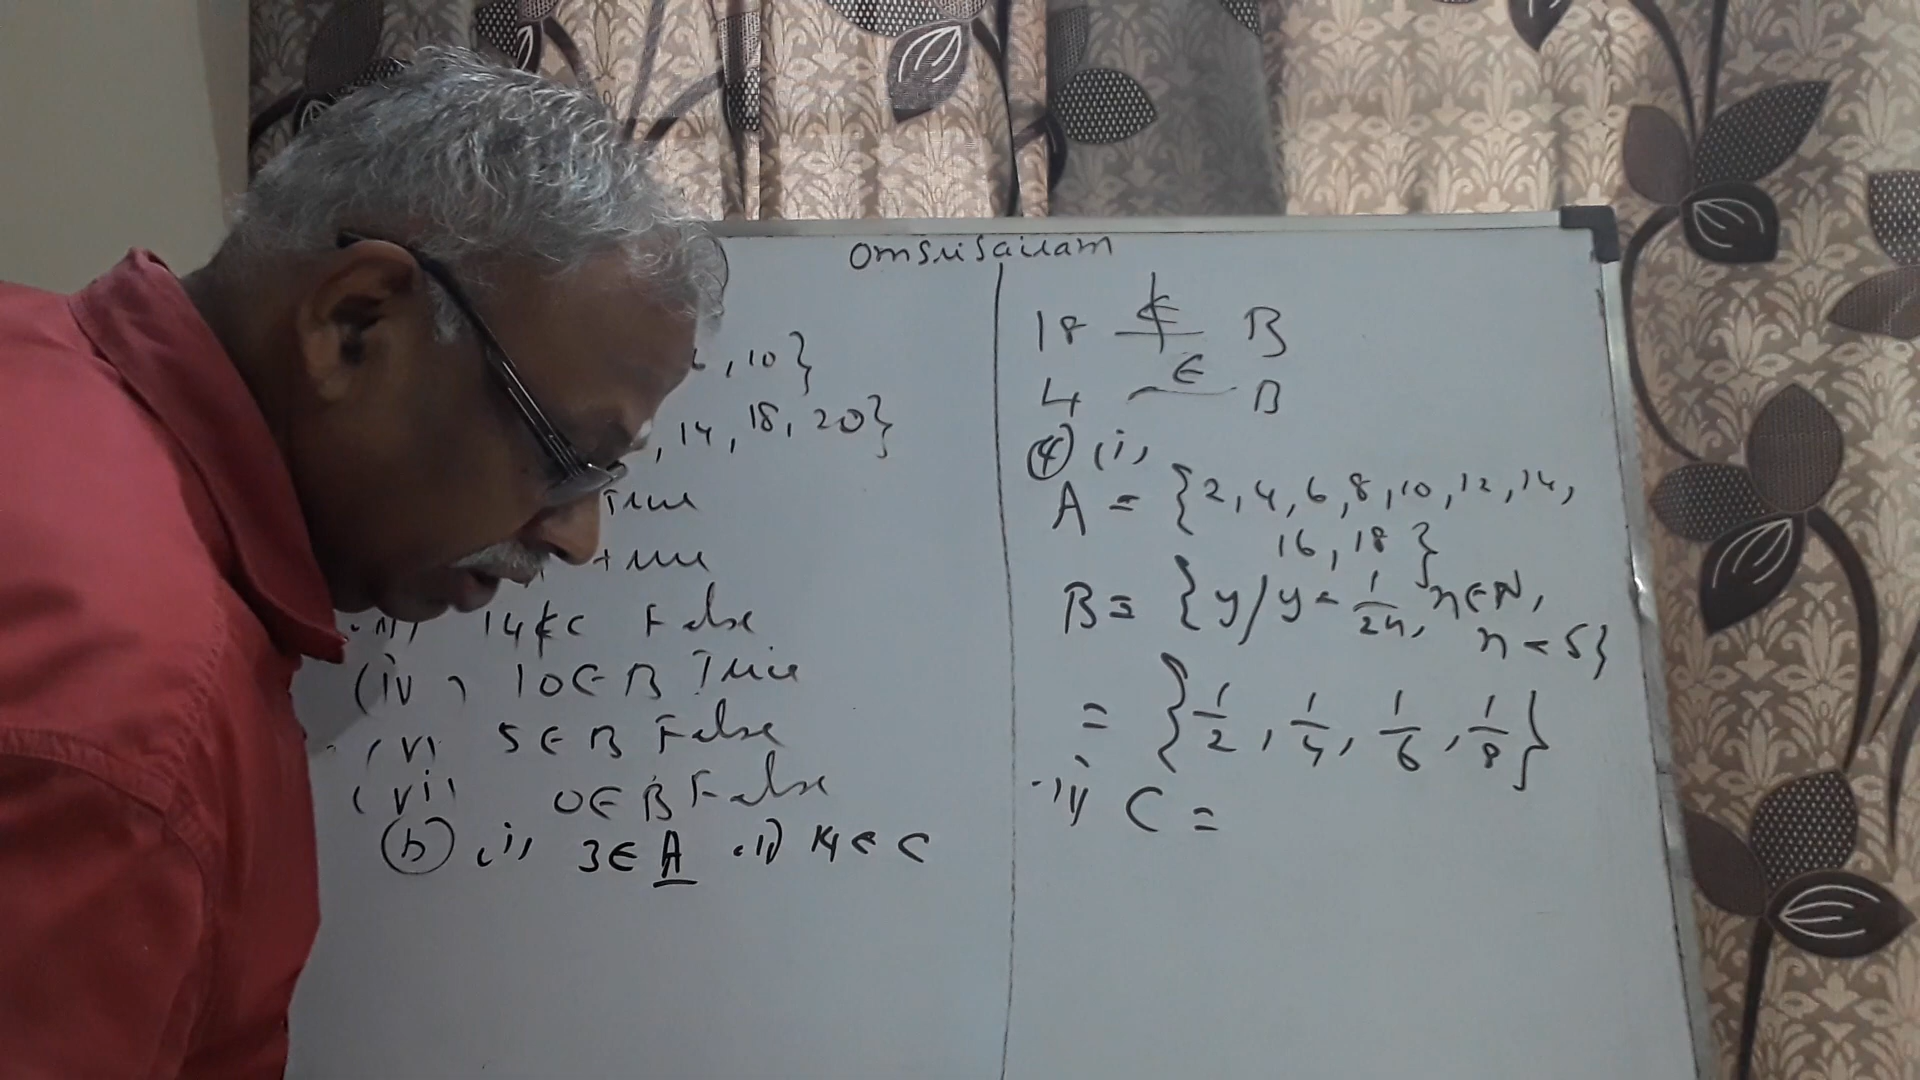 Omsrisairam
, 10}
, 14, 18, 20}
True
true
14 ∉ C False
(iv) 10 ∈ B True
(v) 5 ∈ B False
(vi) 0 ∈ B False
(b) (i) 3 ∈ A (ii) 14 ∈ C
18 ∉ B
4 ∈ B
(4) (i)
A = {2, 4, 6, 8, 10, 12, 14,
16, 18}
B = {y/y = 1/2n, n ∈ N,
n < 5}
= {1/2, 1/4, 1/6, 1/8}
C =